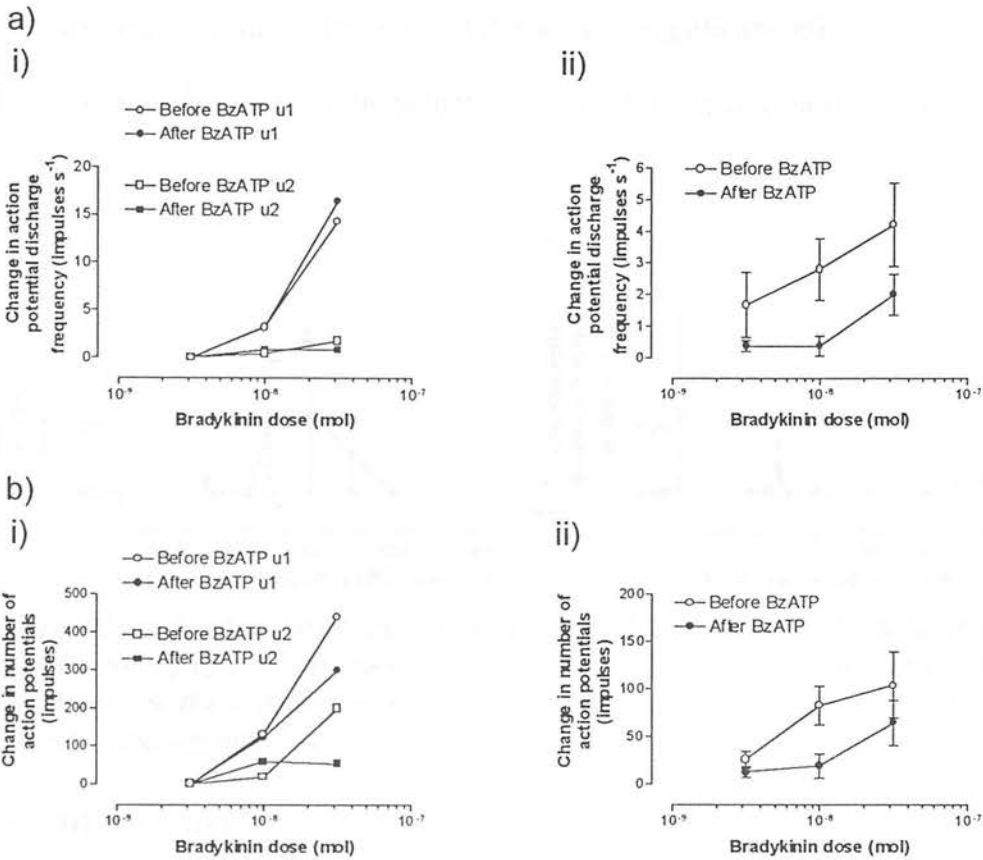 a)
i)
Before BzATP u1
After BzATP u1
Before BzATP u2
After BzATP u2
Change in action
potential discharge
frequency (Impulses s⁻¹)
20
15
10
5
0
10⁻⁹
10⁻⁸
10⁻⁷
Bradykinin dose (mol)
ii)
Before BzATP
After BzATP
Change in action
potential discharge
frequency (Impulses s⁻¹)
6
5
4
3
2
1
0
10⁻⁹
10⁻⁸
10⁻⁷
Bradykinin dose (mol)
b)
i)
Before BzATP u1
After BzATP u1
Before BzATP u2
After BzATP u2
Change in number of
action potentials
(impulses)
500
400
300
200
100
0
10⁻⁹
10⁻⁸
10⁻⁷
Bradykinin dose (mol)
ii)
Before BzATP
After BzATP
Change in number of
action potentials
(impulses)
200
150
100
50
0
10⁻⁹
10⁻⁸
10⁻⁷
Bradykinin dose (mol)